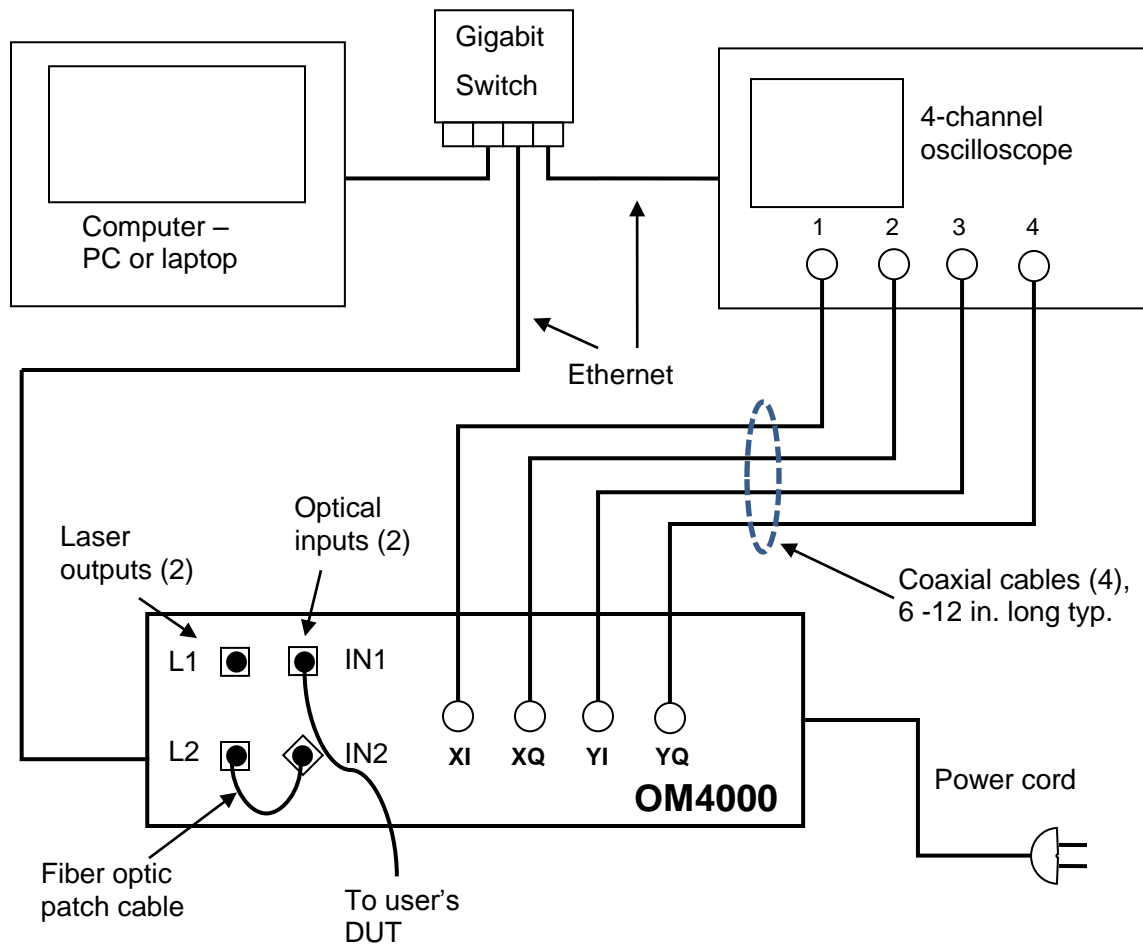 Gigabit
Switch
4-channel
oscilloscope
1 2 3 4
Computer –
PC or laptop
Ethernet
Optical
inputs (2)
Laser
outputs (2)
Coaxial cables (4),
6 -12 in. long typ.
L1 IN1
L2 IN2
XI XQ YI YQ
OM4000
Power cord
Fiber optic
patch cable
To user's
DUT